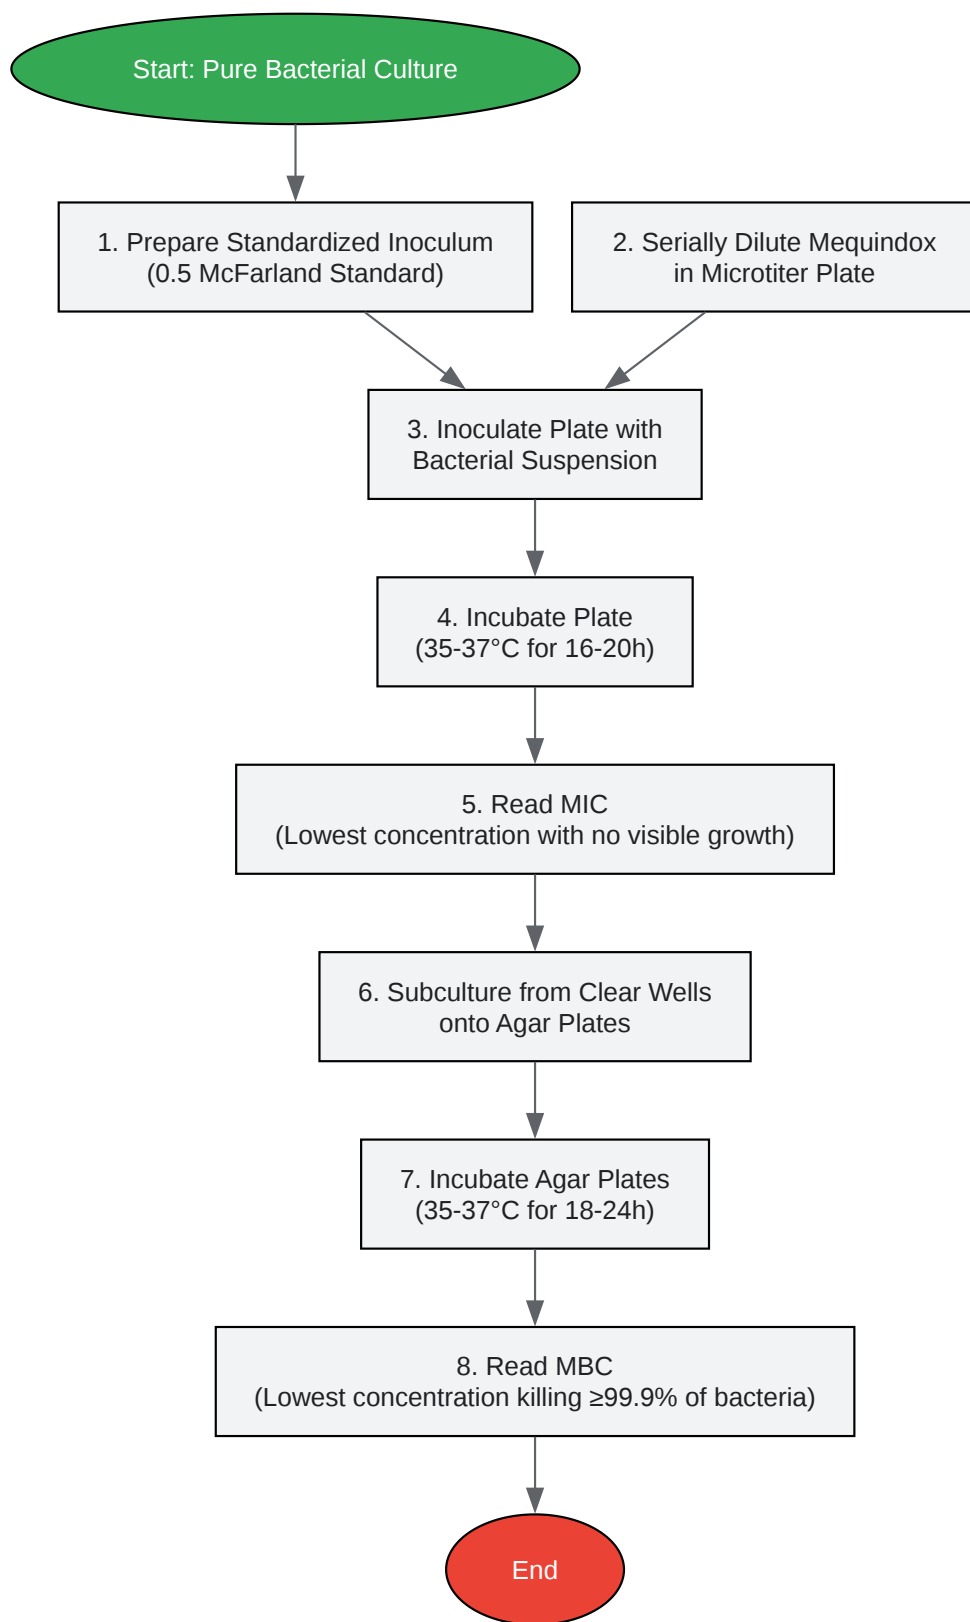 Start: Pure Bacterial Culture
1. Prepare Standardized Inoculum
(0.5 McFarland Standard)
2. Serially Dilute Mequindox
in Microtiter Plate
3. Inoculate Plate with
Bacterial Suspension
4. Incubate Plate
(35-37°C for 16-20h)
5. Read MIC
(Lowest concentration with no visible growth)
6. Subculture from Clear Wells
onto Agar Plates
7. Incubate Agar Plates
(35-37°C for 18-24h)
8. Read MBC
(Lowest concentration killing ≥99.9% of bacteria)
End